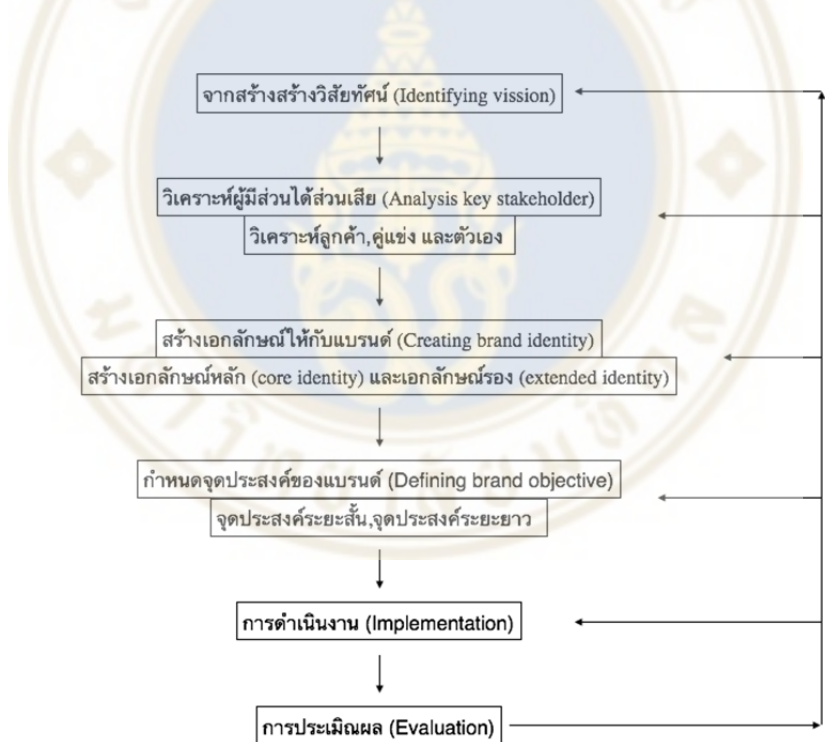 จากสร้างสร้างวิสัยทัศน์ (Identifying vission)
วิเคราะห์ผู้มีส่วนได้ส่วนเสีย (Analysis key stakeholder)
วิเคราะห์ลูกค้า,คู่แข่ง และตัวเอง
สร้างเอกลักษณ์ให้กับแบรนด์ (Creating brand identity)
สร้างเอกลักษณ์หลัก (core identity) และเอกลักษณ์รอง (extended identity)
กำหนดจุดประสงค์ของแบรนด์ (Defining brand objective)
จุดประสงค์ระยะสั้น,จุดประสงค์ระยะยาว
การดำเนินงาน (Implementation)
การประเมิณผล (Evaluation)